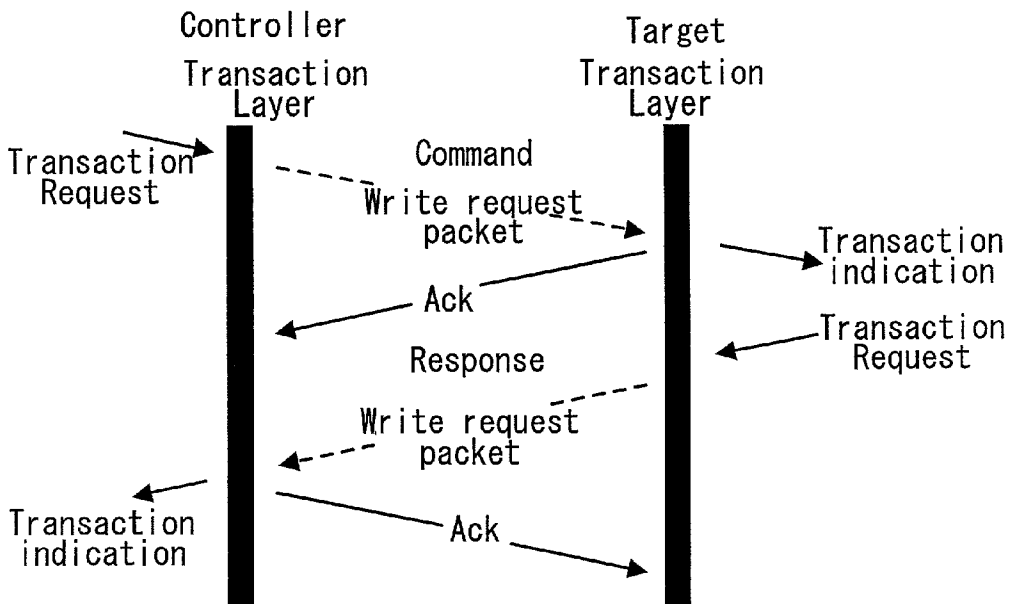 Controller
Transaction
Layer
Target
Transaction
Layer
Transaction
Request
Command
Write request
packet
Transaction
indication
Ack
Transaction
Request
Response
Write request
packet
Transaction
indication
Ack